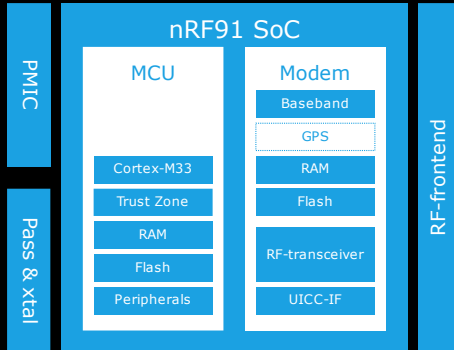 nRF91 SoC
PMIC
Pass & xtal
MCU
Cortex-M33
Trust Zone
RAM
Flash
Peripherals
Modem
Baseband
GPS
RAM
Flash
RF-transceiver
UICC-IF
RF-frontend